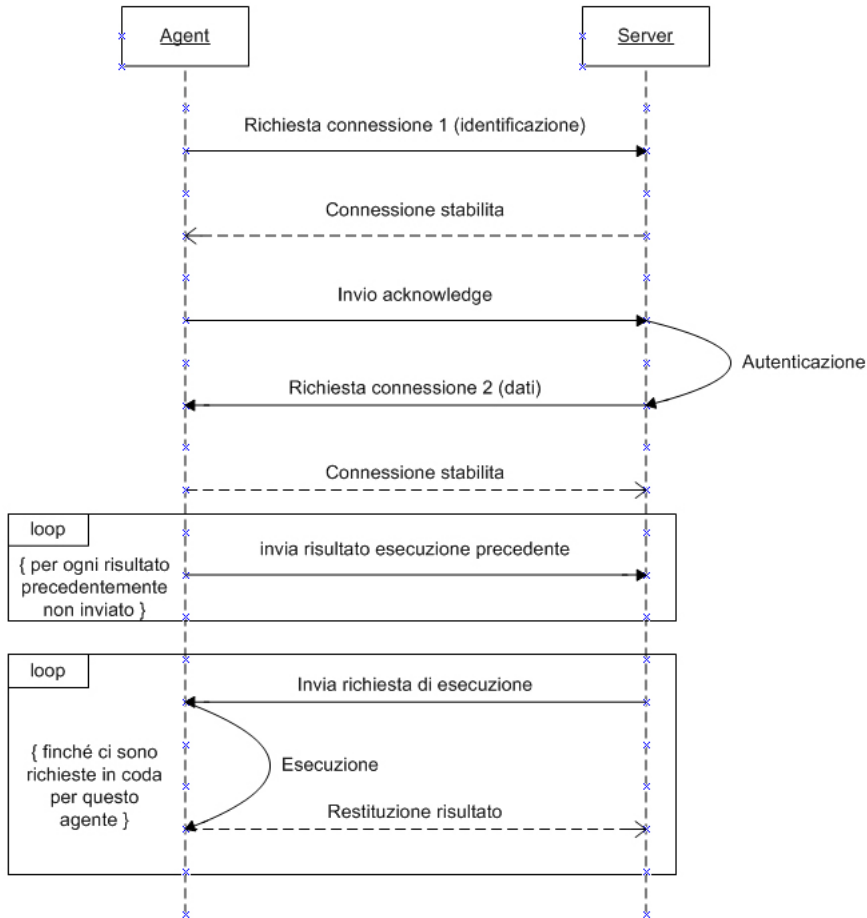 Agent
Server
Richiesta connessione 1 (identificazione)
Connessione stabilita
Invio acknowledge
Autenticazione
Richiesta connessione 2 (dati)
Connessione stabilita
loop
{ per ogni risultato
precedentemente
non inviato }
invia risultato esecuzione precedente
loop
Invia richiesta di esecuzione
{ finché ci sono
richieste in coda
per questo
agente }
Esecuzione
Restituzione risultato